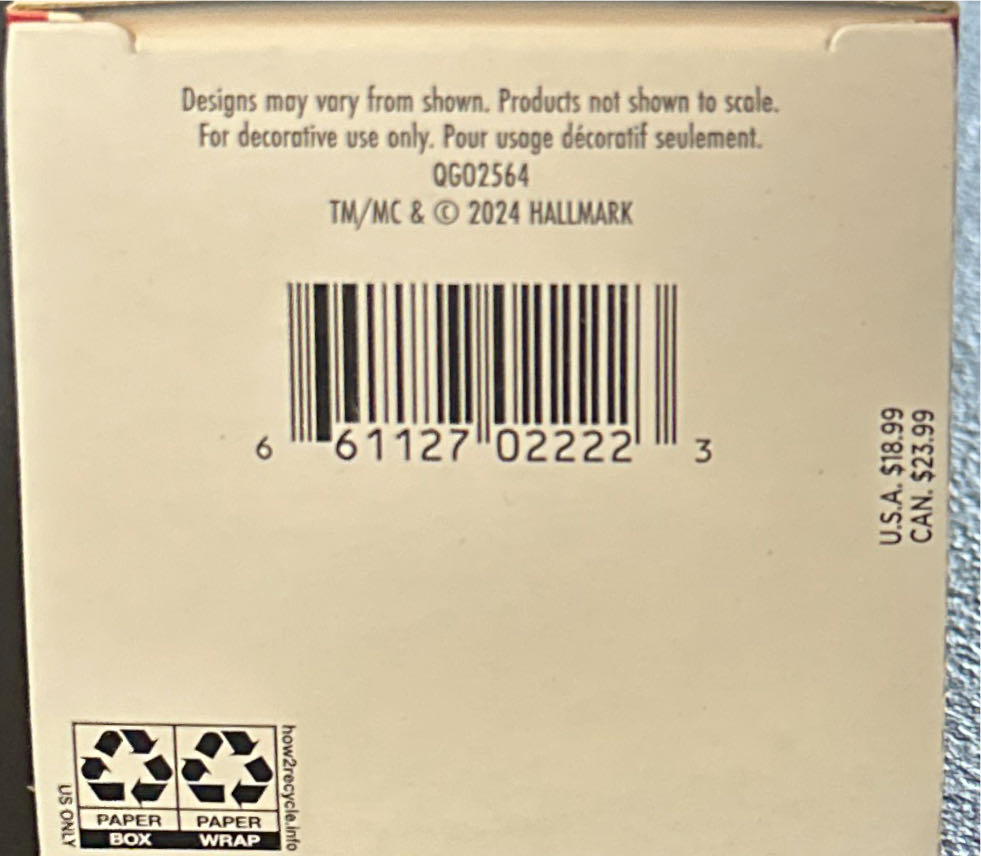 Designs may vary from shown. Products not shown to scale.
For decorative use only. Pour usage décoratif seulement.
QGO2564
TM/MC & © 2024 HALLMARK
6 61127 02222 3
U.S.A. $18.99
CAN. $23.99
US ONLY
PAPER
BOX
PAPER
WRAP
how2recycle.info